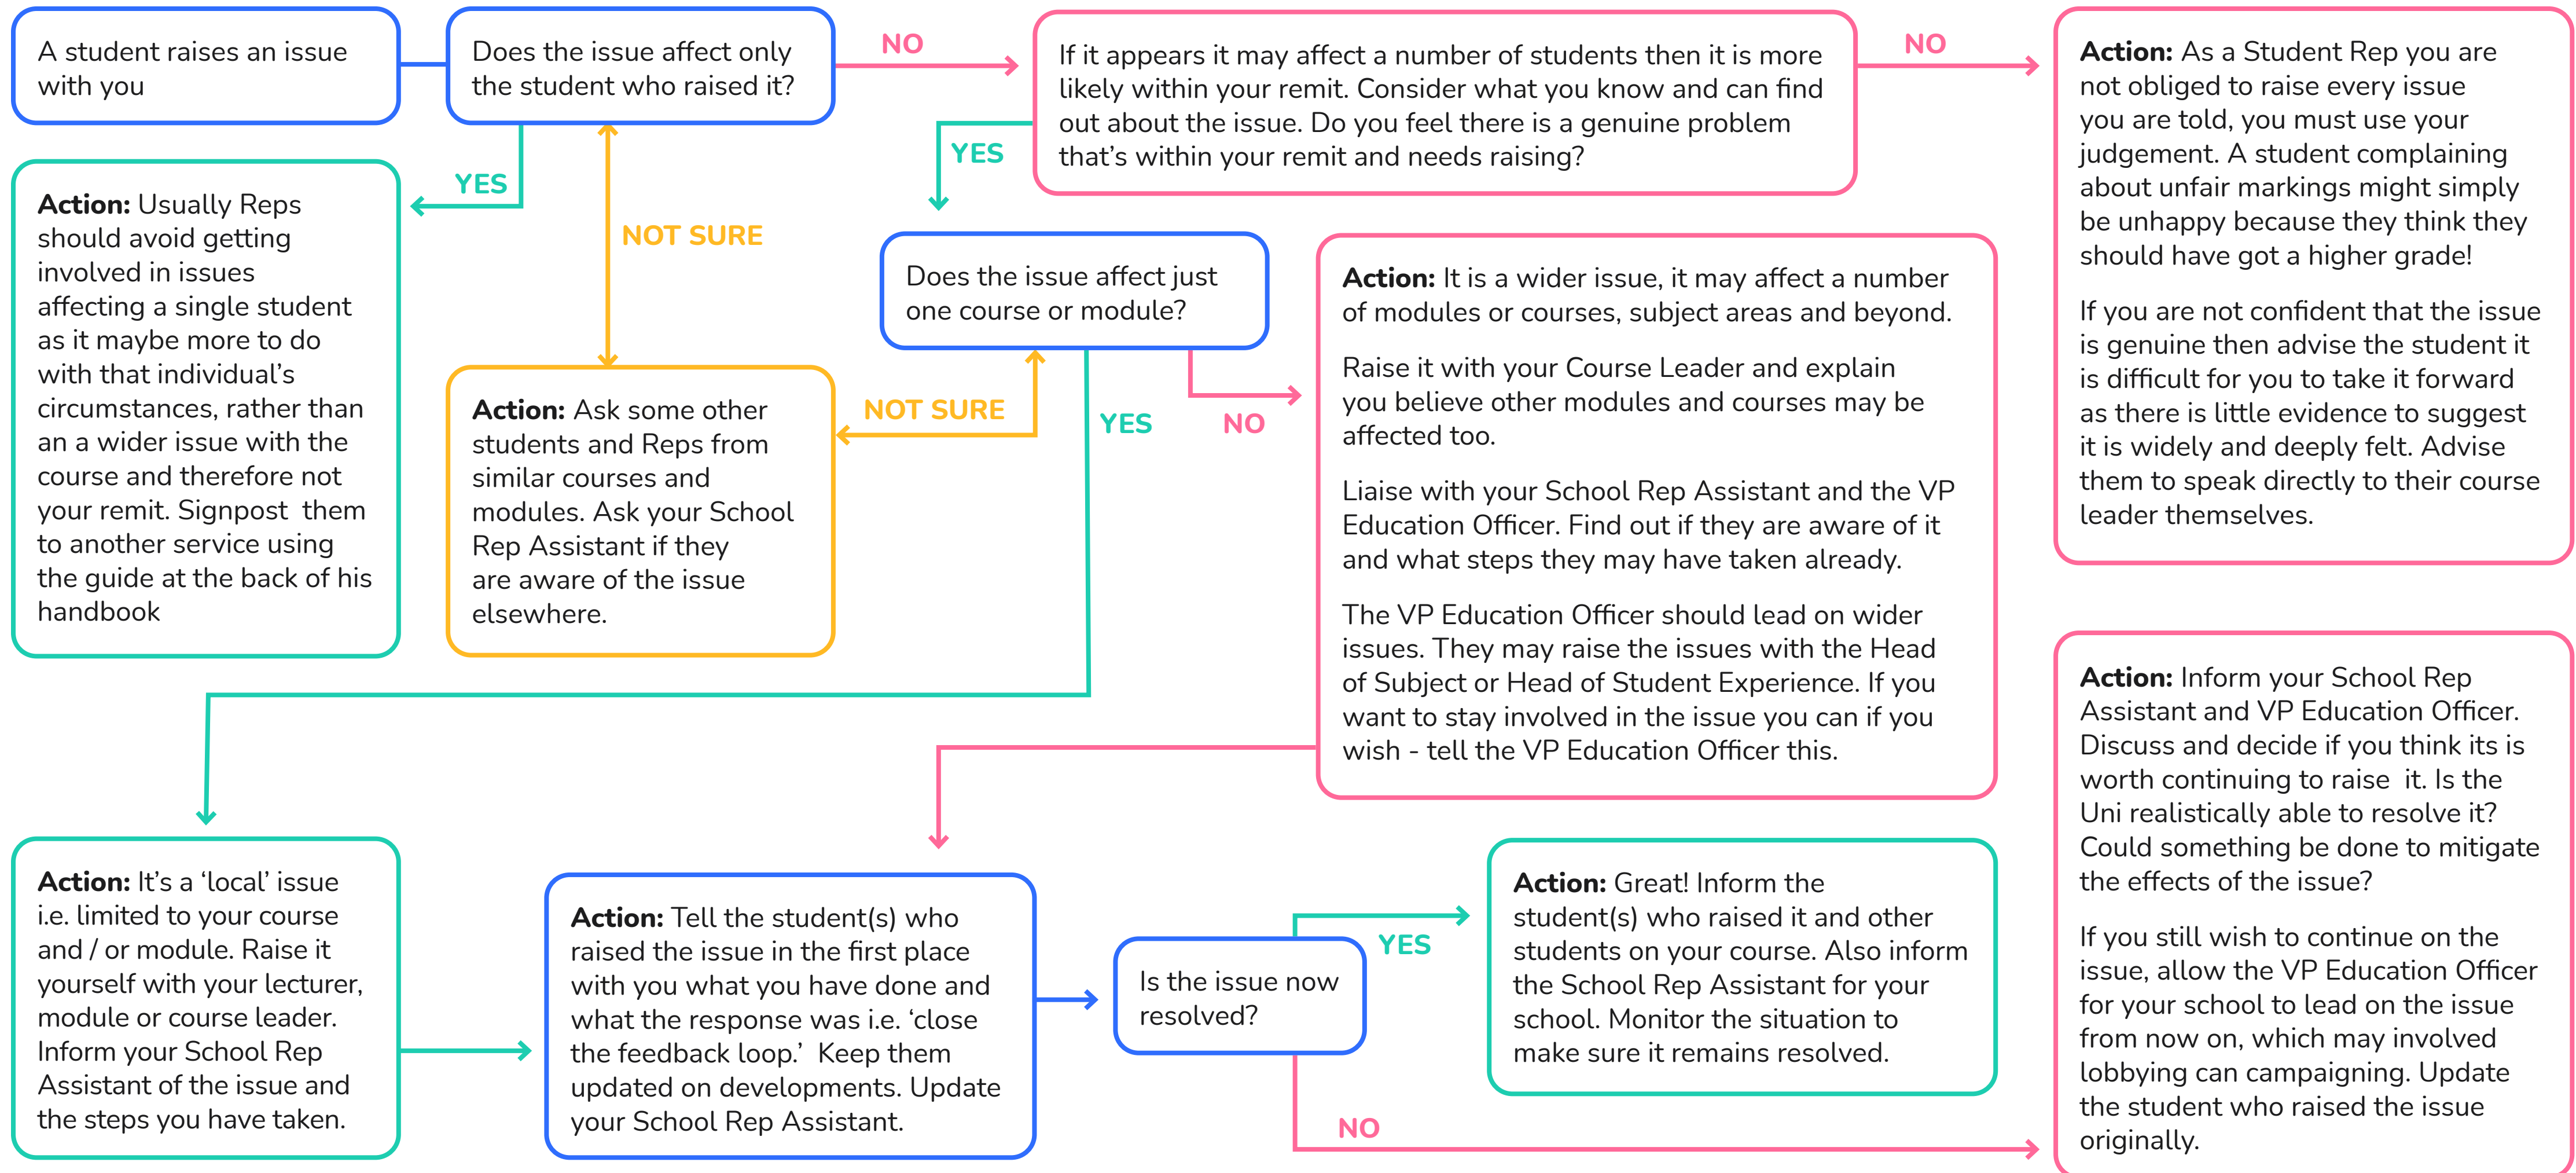 A student raises an issue
with you
Does the issue affect only
the student who raised it?
NO
If it appears it may affect a number of students then it is more
likely within your remit. Consider what you know and can find
out about the issue. Do you feel there is a genuine problem
that’s within your remit and needs raising?
NO
Action: As a Student Rep you are
not obliged to raise every issue
you are told, you must use your
judgement. A student complaining
about unfair markings might simply
be unhappy because they think they
should have got a higher grade!
If you are not confident that the issue
is genuine then advise the student it
is difficult for you to take it forward
as there is little evidence to suggest
it is widely and deeply felt. Advise
them to speak directly to their course
leader themselves.
YES
Action: Usually Reps
should avoid getting
involved in issues
affecting a single student
as it maybe more to do
with that individual’s
circumstances, rather than
an a wider issue with the
course and therefore not
your remit. Signpost  them
to another service using
the guide at the back of his
handbook
NOT SURE
Action: Ask some other
students and Reps from
similar courses and
modules. Ask your School
Rep Assistant if they
are aware of the issue
elsewhere.
YES
Does the issue affect just
one course or module?
NOT SURE
YES
NO
Action: It is a wider issue, it may affect a number
of modules or courses, subject areas and beyond.
Raise it with your Course Leader and explain
you believe other modules and courses may be
affected too.
Liaise with your School Rep Assistant and the VP
Education Officer. Find out if they are aware of it
and what steps they may have taken already.
The VP Education Officer should lead on wider
issues. They may raise the issues with the Head
of Subject or Head of Student Experience. If you
want to stay involved in the issue you can if you
wish - tell the VP Education Officer this.
Action: It’s a ‘local’ issue
i.e. limited to your course
and / or module. Raise it
yourself with your lecturer,
module or course leader.
Inform your School Rep
Assistant of the issue and
the steps you have taken.
Action: Tell the student(s) who
raised the issue in the first place
with you what you have done and
what the response was i.e. ‘close
the feedback loop.’  Keep them
updated on developments. Update
your School Rep Assistant.
Is the issue now
resolved?
YES
Action: Great! Inform the
student(s) who raised it and other
students on your course. Also inform
the School Rep Assistant for your
school. Monitor the situation to
make sure it remains resolved.
NO
Action: Inform your School Rep
Assistant and VP Education Officer.
Discuss and decide if you think its is
worth continuing to raise  it. Is the
Uni realistically able to resolve it?
Could something be done to mitigate
the effects of the issue?
If you still wish to continue on the
issue, allow the VP Education Officer
for your school to lead on the issue
from now on, which may involved
lobbying can campaigning. Update
the student who raised the issue
originally.